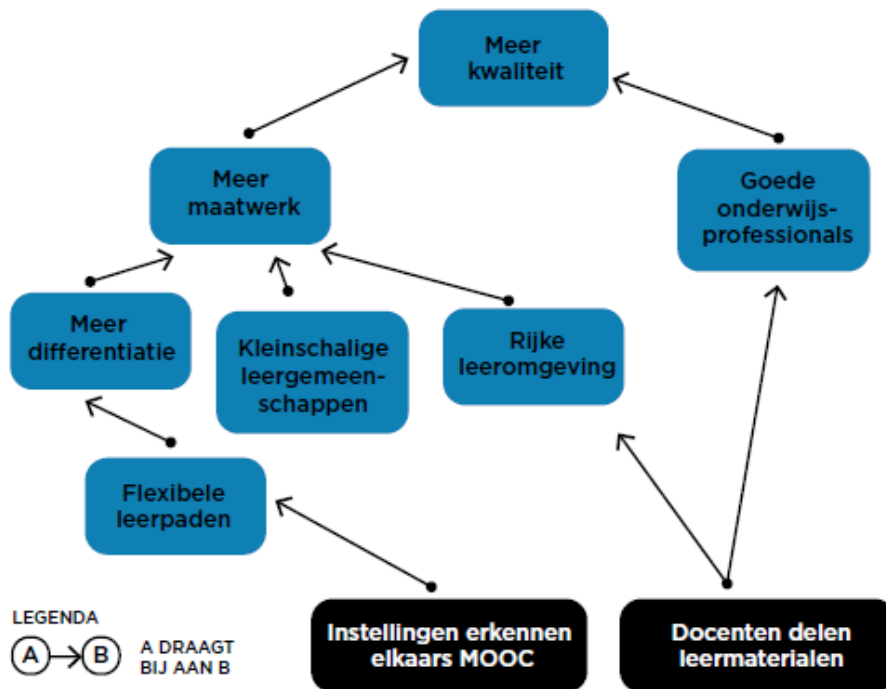 Meer
kwaliteit
Meer
maatwerk
Goede
onderwijs-
professionals
Meer
differentiatie
Kleinschalige
leergemeen-
schappen
Rijke
leeromgeving
Flexibele
leerpaden
Instellingen erkennen
elkaars MOOC
Docenten delen
leermaterialen
LEGENDA
A B
A DRAAGT
BIJ AAN B